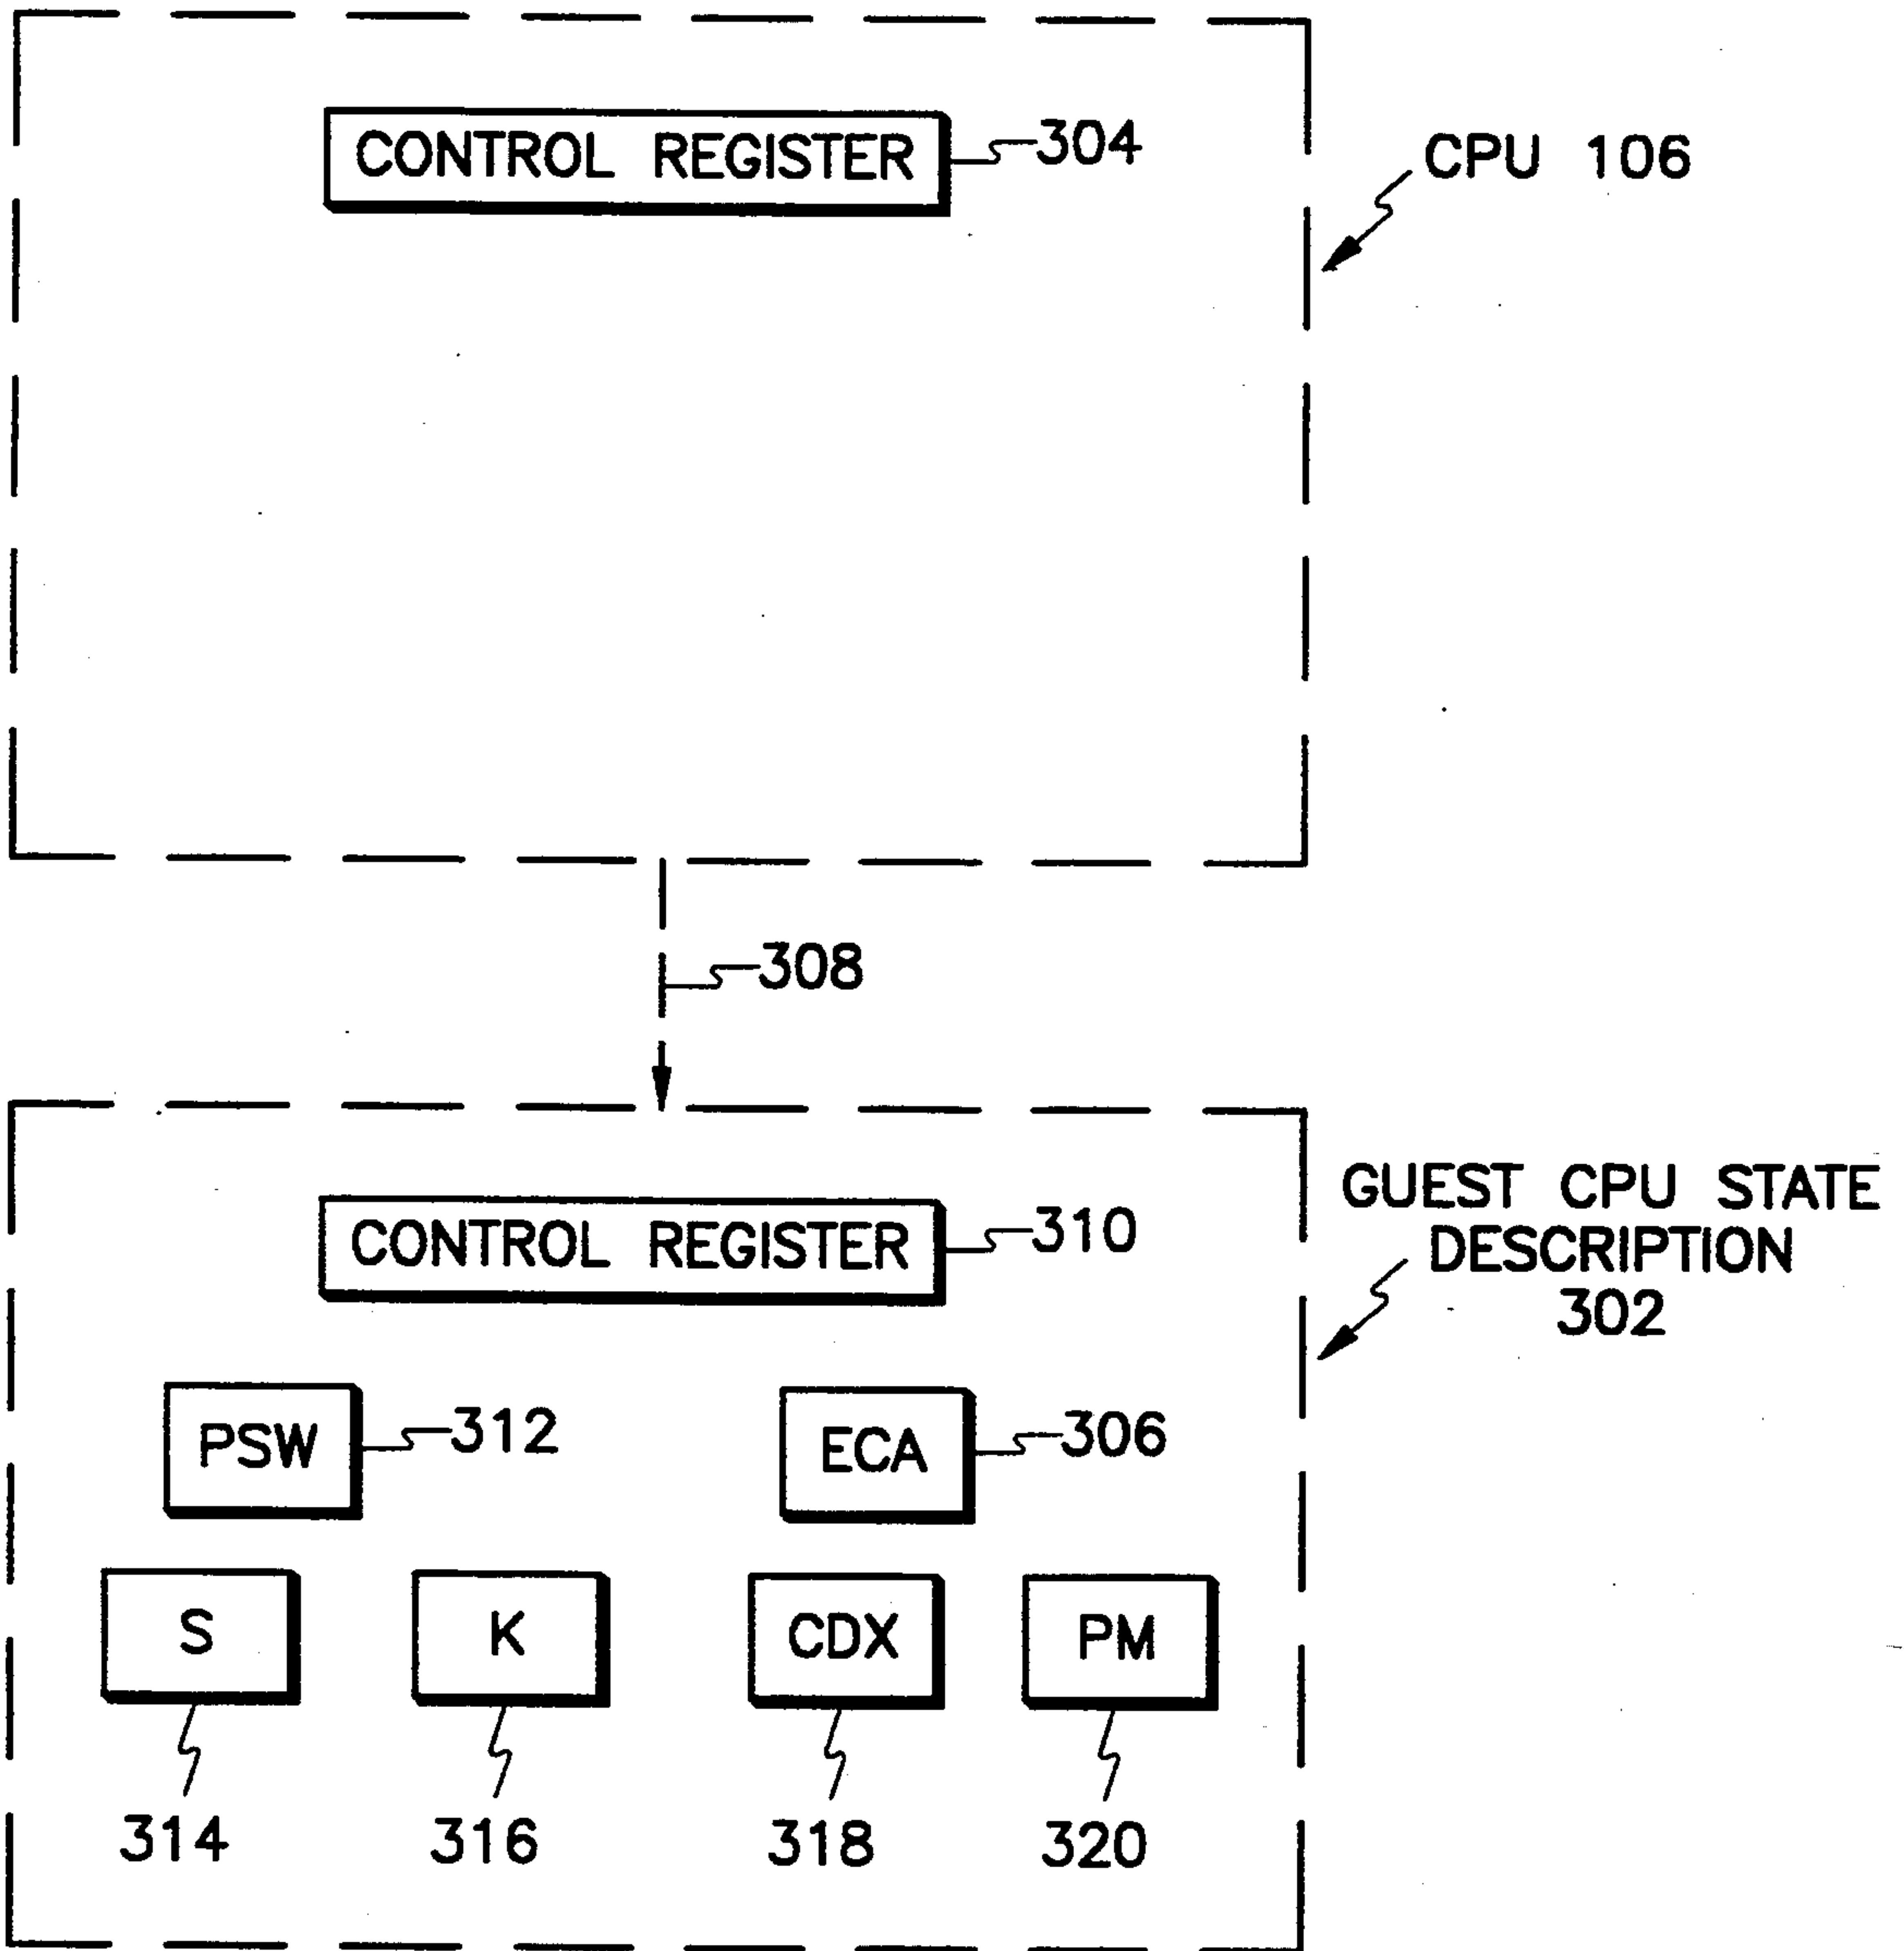 CONTROL REGISTER
304
CPU 106
308
GUEST CPU STATE
DESCRIPTION
302
CONTROL REGISTER
310
PSW
312
ECA
306
S
K
CDX
PM
314
316
318
320